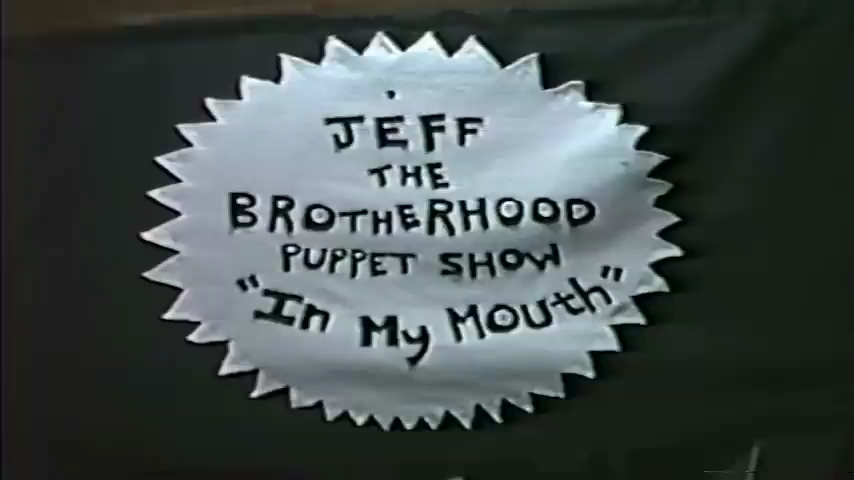 JEFF
THE
BROTHERHOOD
PUPPET SHOW
"In My Mouth"